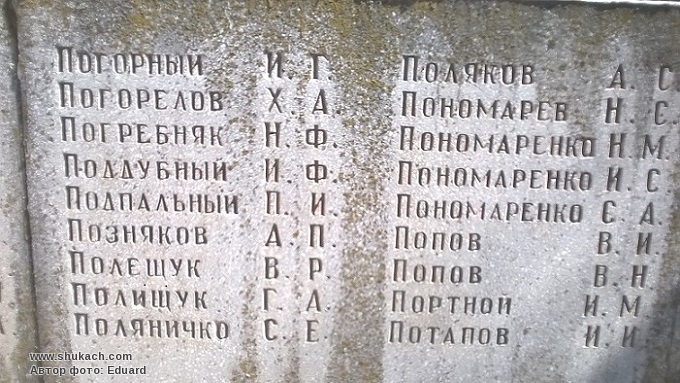 Погорный И. Г.
Погорелов Х. А.
Погребняк Н. Ф.
Поддубный И. Ф.
Подпальный П. И.
Позняков А. П.
Полещук В. Р.
Полищук Г. А.
Поляничко С. Е.
Поляков А. С.
Пономарев Н. С.
Пономаренко Н. М.
Пономаренко И. С
Пономаренко С. А.
Попов В. И.
Попов В. Н
Портной И. М
Потапов И. И.
www.shukach.com
Автор фото: Eduard